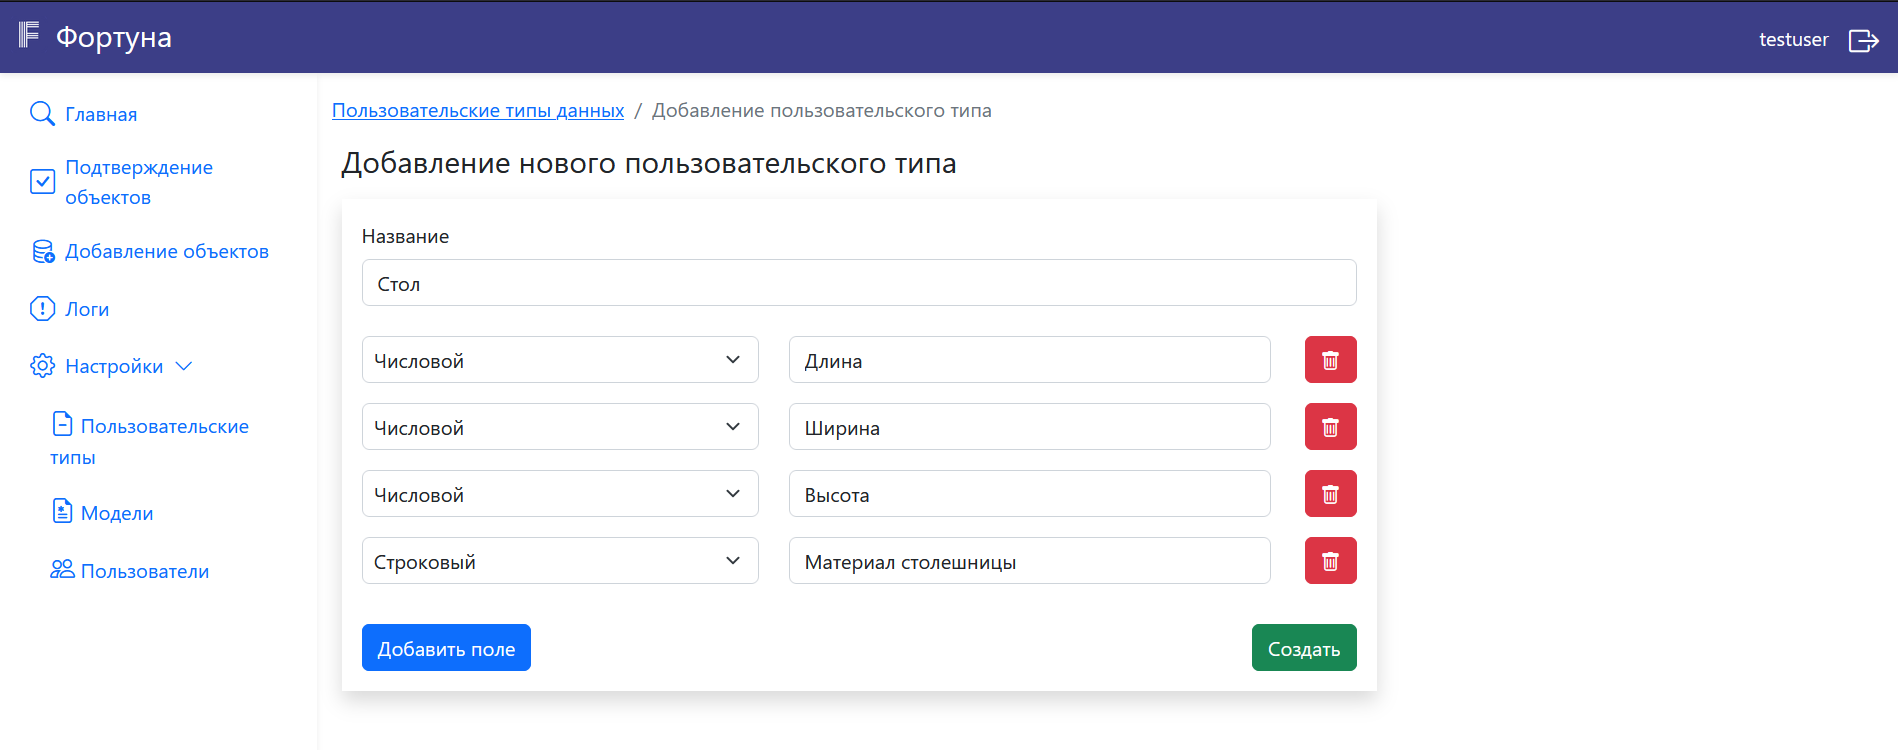 Фортуна
testuser
Главная
Подтверждение
объектов
Добавление объектов
Логи
Настройки
Пользовательские
типы
Модели
Пользователи
Пользовательские типы данных / Добавление пользовательского типа
Добавление нового пользовательского типа
Название
Стол
Числовой
Длина
Числовой
Ширина
Числовой
Высота
Строковый
Материал столешницы
Добавить поле
Создать